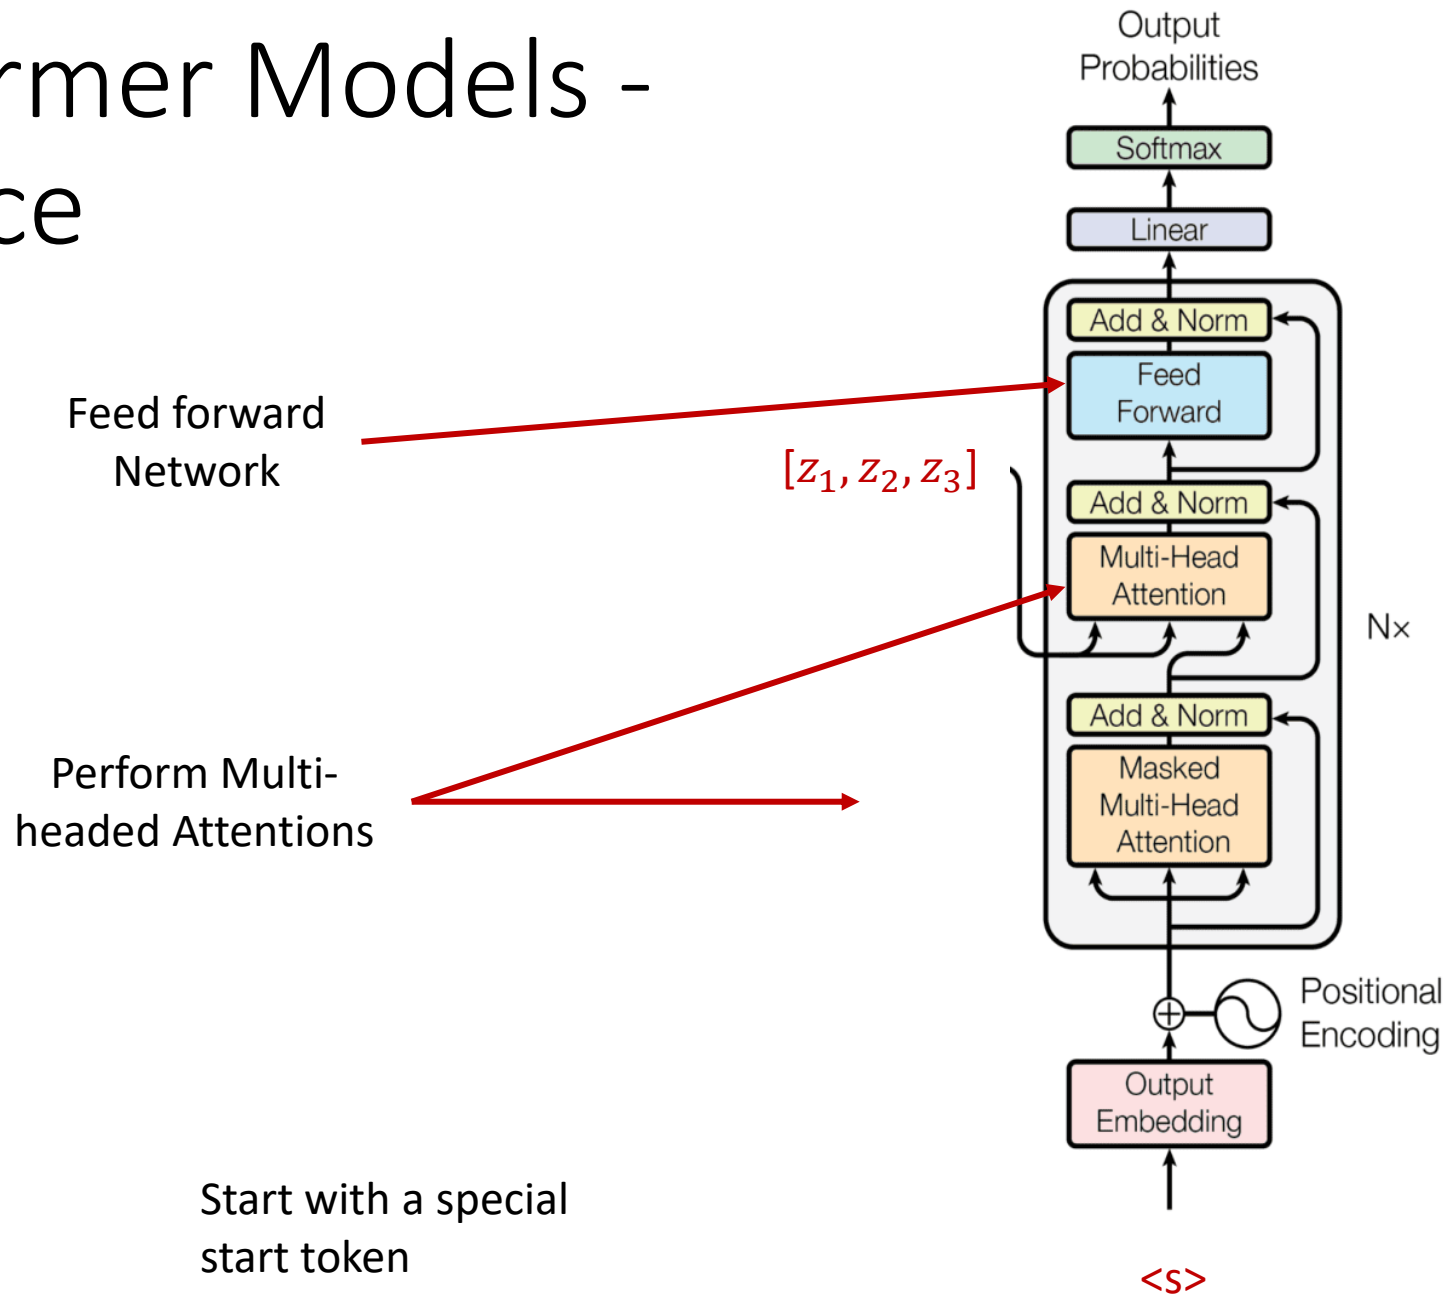 rmer Models -
ce
Output
Probabilities
Softmax
Linear
Add & Norm
Feed
Forward
Add & Norm
Multi-Head
Attention
N×
Add & Norm
Masked
Multi-Head
Attention
Positional
Encoding
Output
Embedding
<s>
Feed forward
Network
[z₁, z₂, z₃]
Perform Multi-
headed Attentions
Start with a special
start token